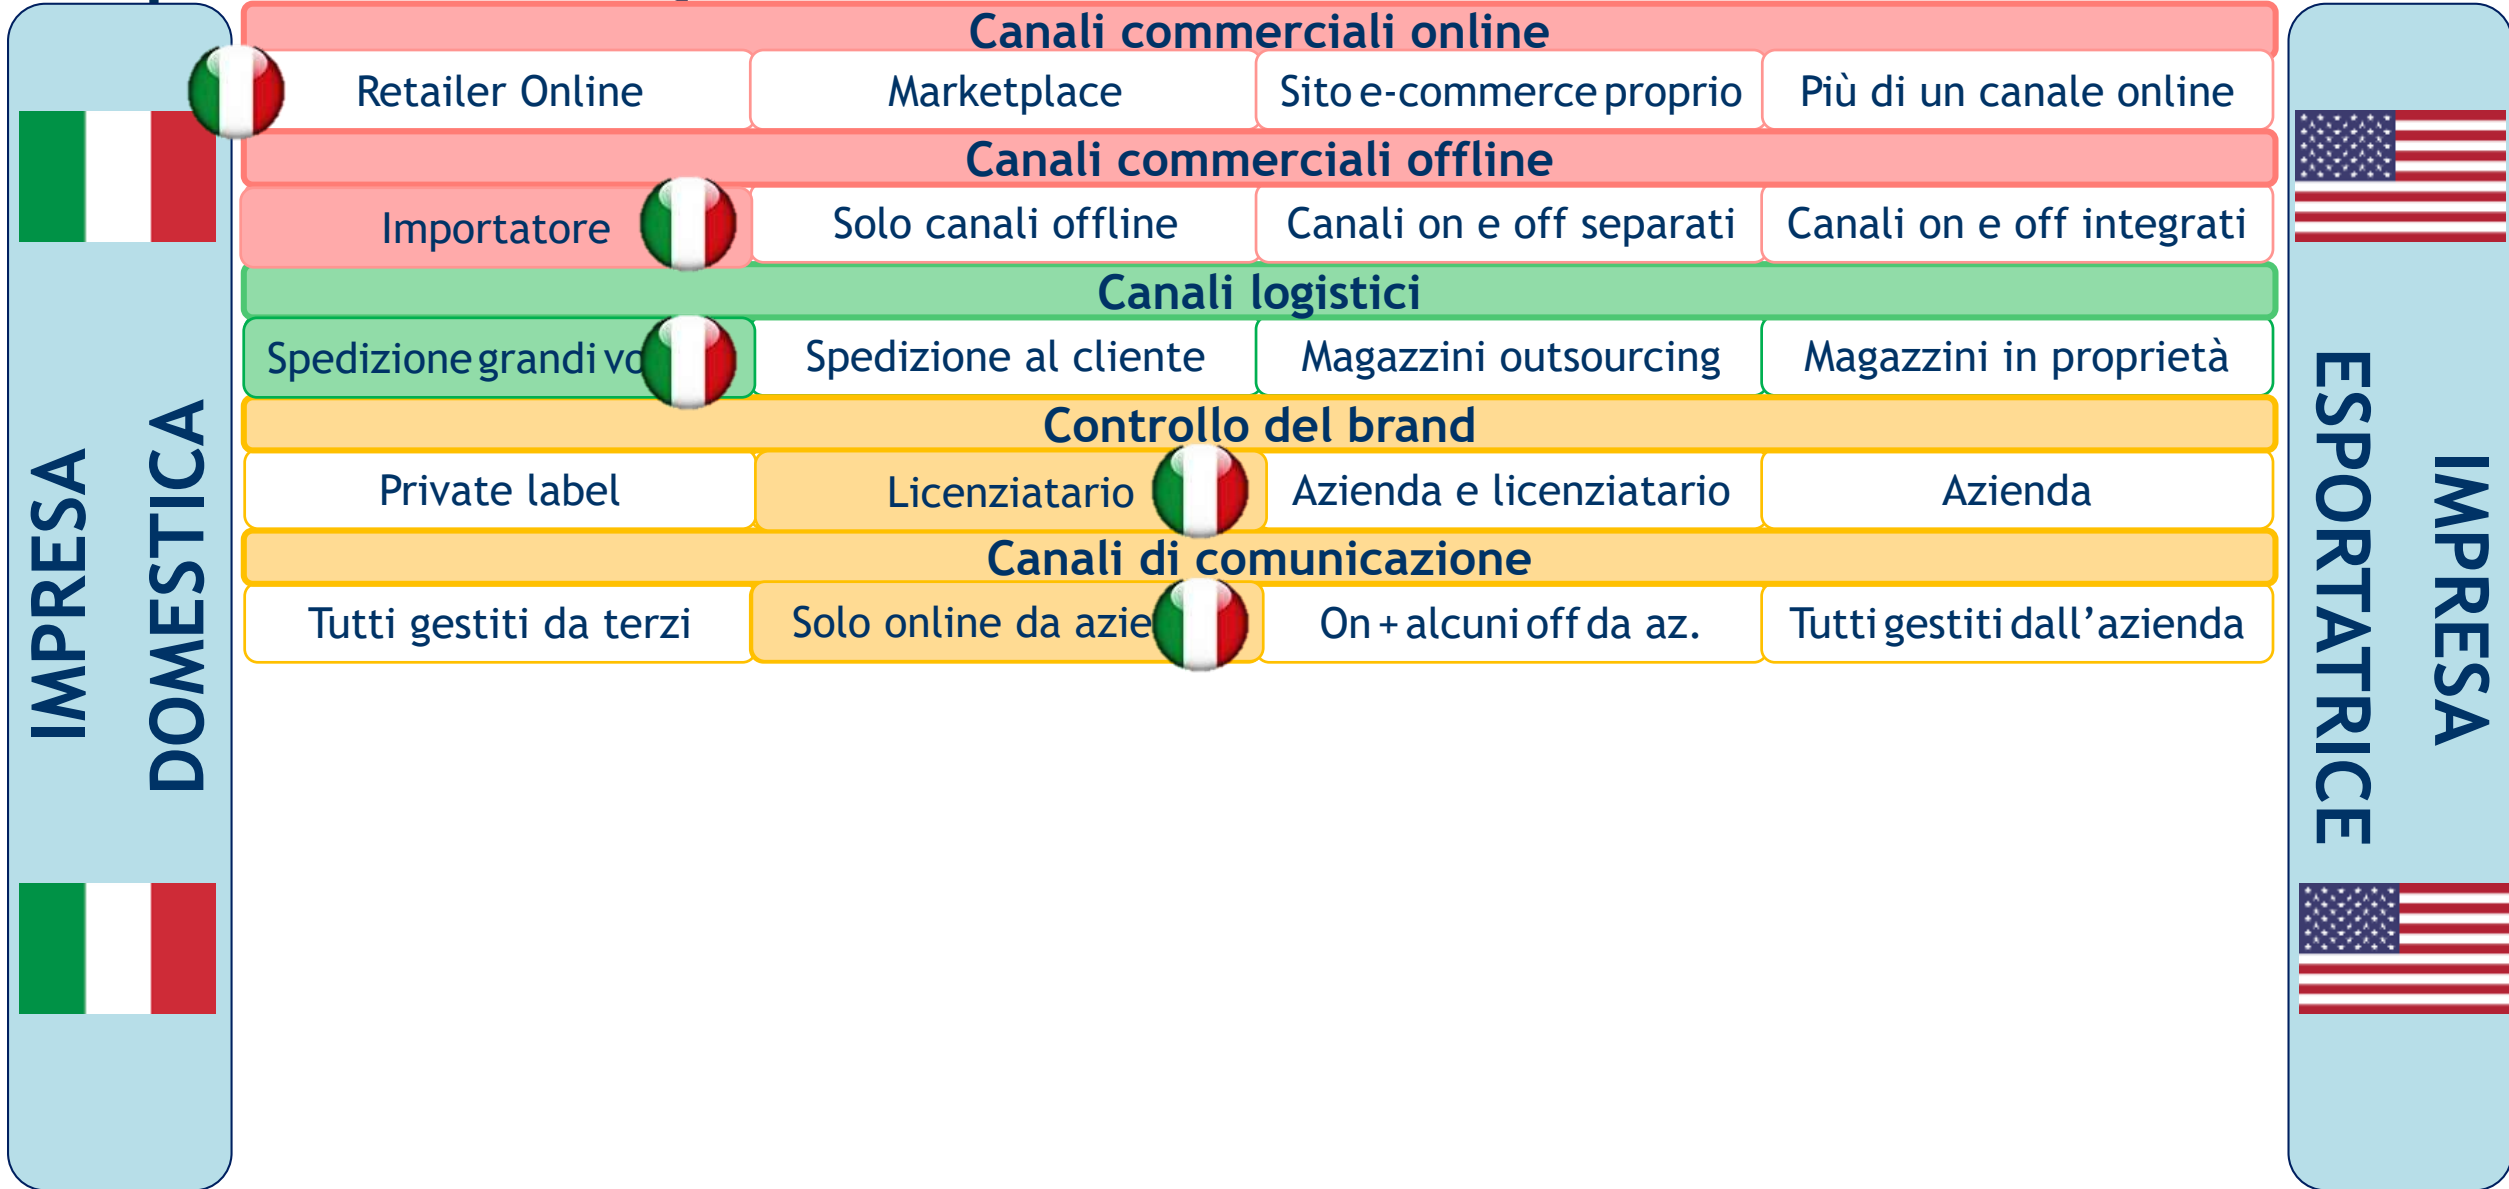 Canali commerciali online
Retailer Online
Marketplace
Sito e-commerce proprio
Più di un canale online
Canali commerciali offline
Importatore
Solo canali offline
Canali on e off separati
Canali on e off integrati
Canali logistici
Spedizione grandi
Spedizione al cliente
Magazzini outsourcing
Magazzini in proprietà
Controllo del brand
Private label
Licenziatario
Azienda e licenziatario
Azienda
Canali di comunicazione
Tutti gestiti da terzi
Solo online da
On + alcuni off da az.
Tutti gestiti dall’azienda
IMPRESA
DOMESTICA
IMPRESA
ESPORTATRICE